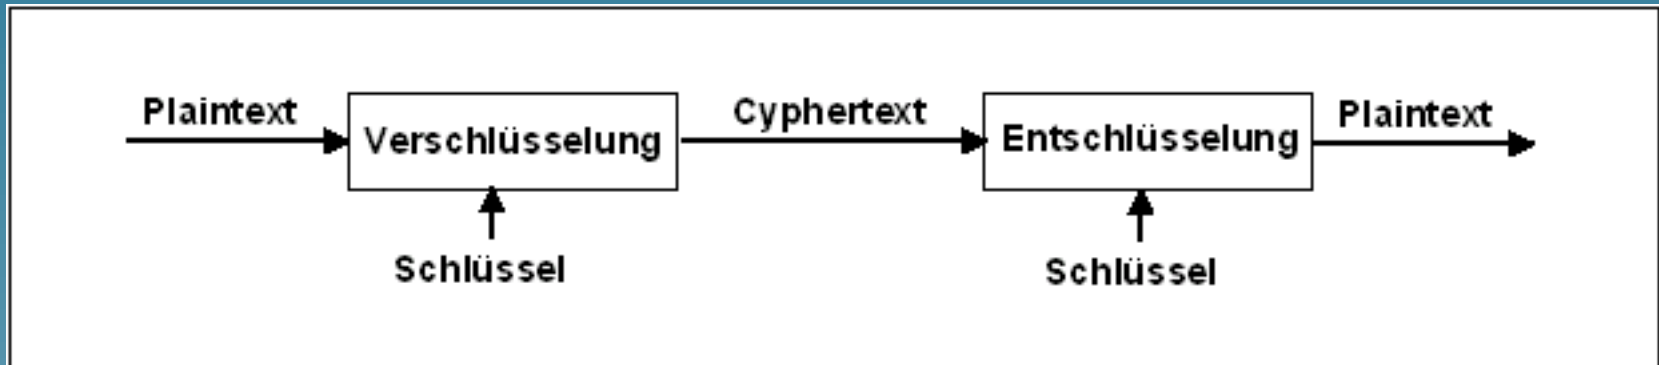 Plaintext
Verschlüsselung
Cyphertext
Entschlüsselung
Plaintext
Schlüssel
Schlüssel